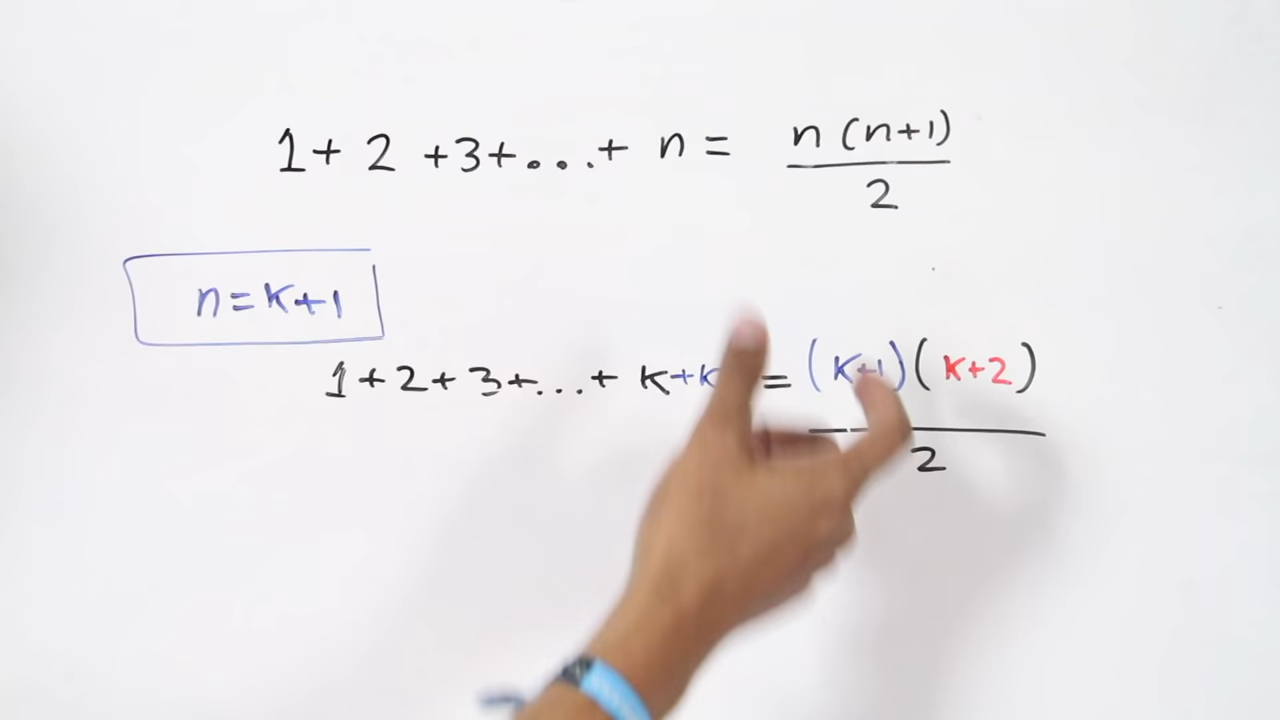 1 + 2 + 3 + ... + n = n (n+1) / 2
n = k+1
1 + 2 + 3 + ... + k + k = (k+1) (k+2) / 2